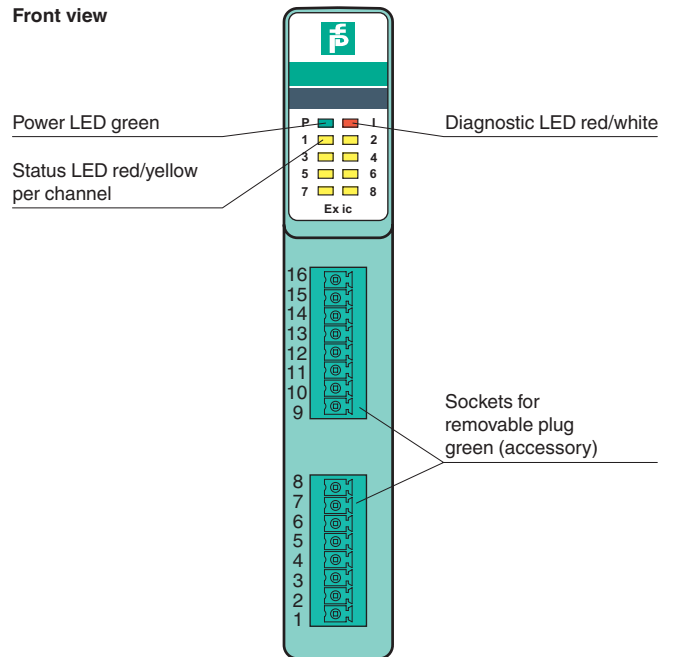 Front view
Power LED green
Diagnostic LED red/white
Status LED red/yellow
per channel
P I
1 2
3 4
5 6
7 8
Ex ic
16
15
14
13
12
11
10
9
Sockets for
removable plug
green (accessory)
8
7
6
5
4
3
2
1